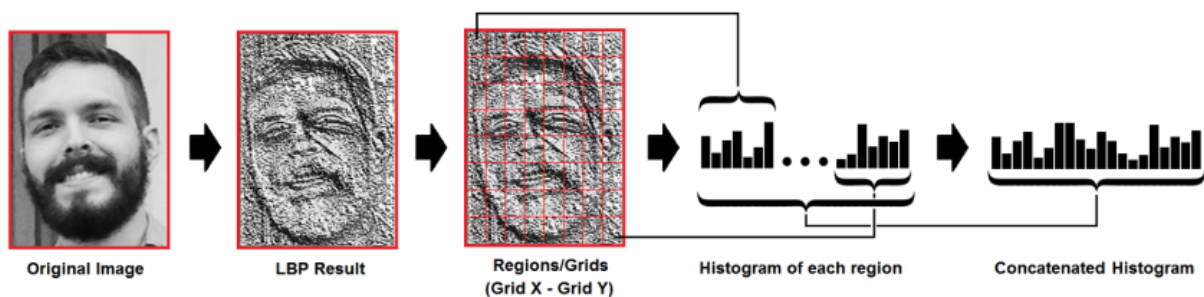 Original Image
LBP Result
Regions/Grids
(Grid X - Grid Y)
Histogram of each region
Concatenated Histogram